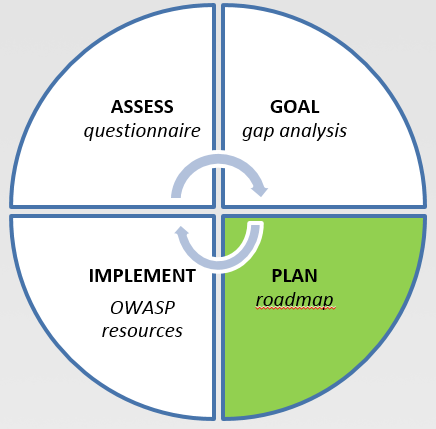 ASSESS
questionnaire
GOAL
gap analysis
IMPLEMENT
OWASP
resources
PLAN
roadmap